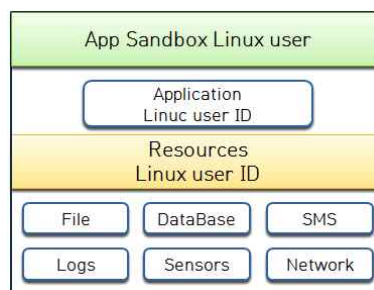 App Sandbox Linux user
Application
Linuc user ID
Resources
Linux user ID
File DataBase SMS
Logs Sensors Network